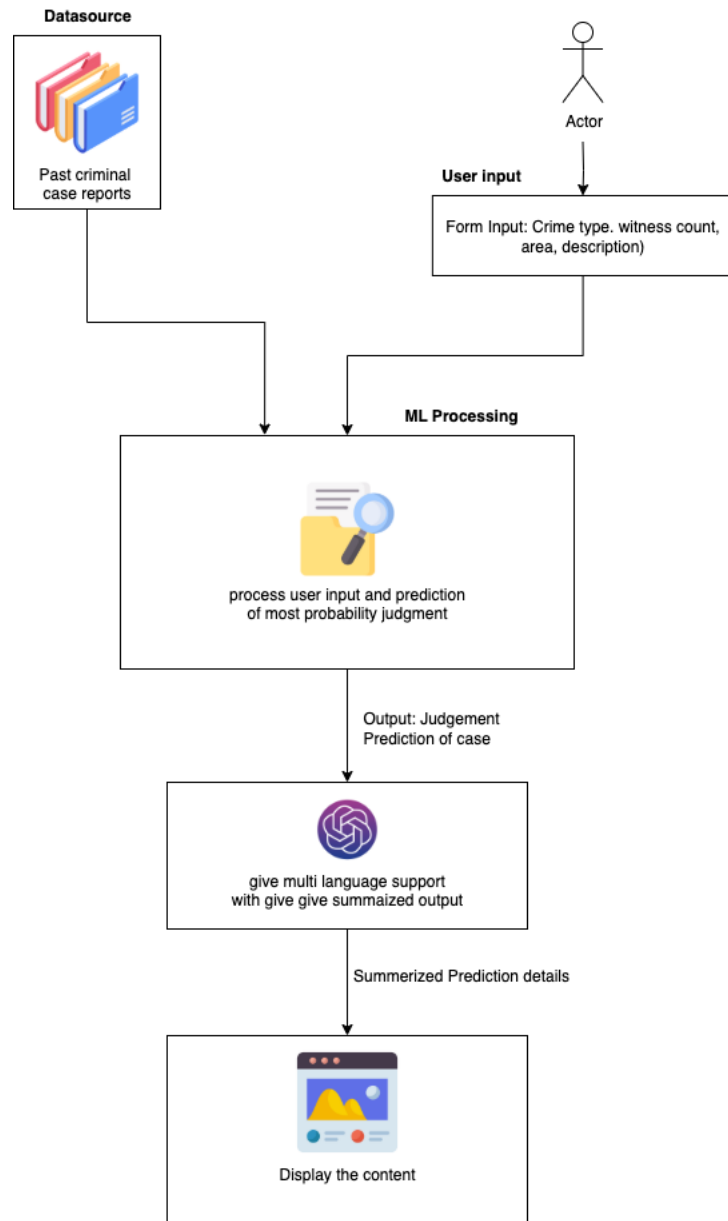 Datasource
Past criminal
case reports
Actor
User input
Form Input: Crime type. witness count,
area, description)
ML Processing
process user input and prediction
of most probability judgment
Output: Judgement
Prediction of case
give multi language support
with give give summaized output
Summerized Prediction details
Display the content